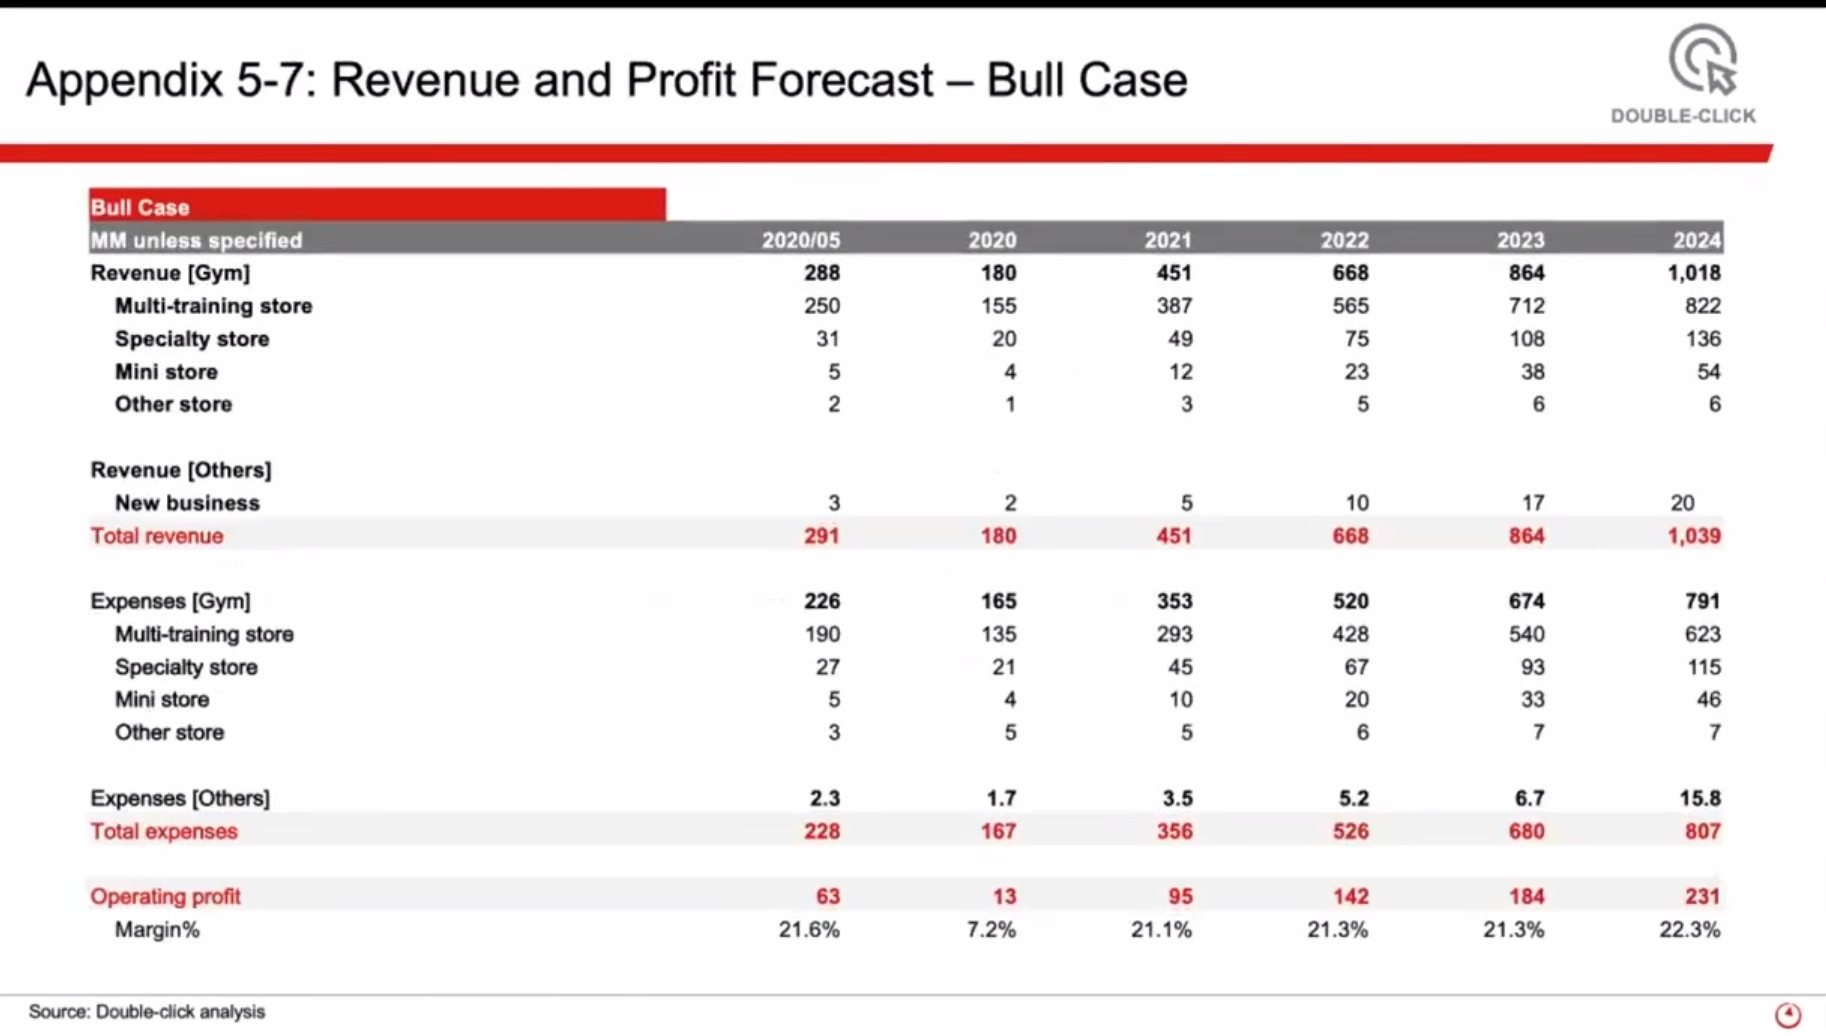 Appendix 5-7: Revenue and Profit Forecast – Bull Case
DOUBLE-CLICK
Bull Case
MM unless specified 2020/05 2020 2021 2022 2023 2024
Revenue [Gym] 288 180 451 668 864 1,018
Multi-training store 250 155 387 565 712 822
Specialty store 31 20 49 75 108 136
Mini store 5 4 12 23 38 54
Other store 2 1 3 5 6 6
Revenue [Others]
New business 3 2 5 10 17 20
Total revenue 291 180 451 668 864 1,039
Expenses [Gym] 226 165 353 520 674 791
Multi-training store 190 135 293 428 540 623
Specialty store 27 21 45 67 93 115
Mini store 5 4 10 20 33 46
Other store 3 5 5 6 7 7
Expenses [Others] 2.3 1.7 3.5 5.2 6.7 15.8
Total expenses 228 167 356 526 680 807
Operating profit 63 13 95 142 184 231
Margin% 21.6% 7.2% 21.1% 21.3% 21.3% 22.3%
Source: Double-click analysis